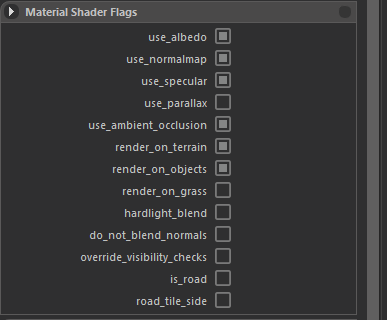 Material Shader Flags
use_albedo
use_normalmap
use_specular
use_parallax
use_ambient_occlusion
render_on_terrain
render_on_objects
render_on_grass
hardlight_blend
do_not_blend_normals
override_visibility_checks
is_road
road_tile_side